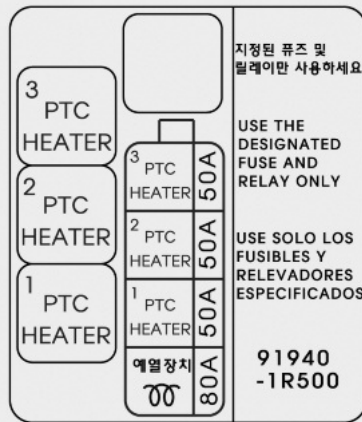 3
PTC
HEATER
2
PTC
HEATER
1
PTC
HEATER
3
PTC
HEATER
50A
2
PTC
HEATER
50A
1
PTC
HEATER
50A
예열장치
80A
지정된 퓨즈 및
릴레이만 사용하세요
USE THE
DESIGNATED
FUSE AND
RELAY ONLY
USE SOLO LOS
FUSIBLES Y
RELEVADORES
ESPECIFICADOS
91940
-1R500